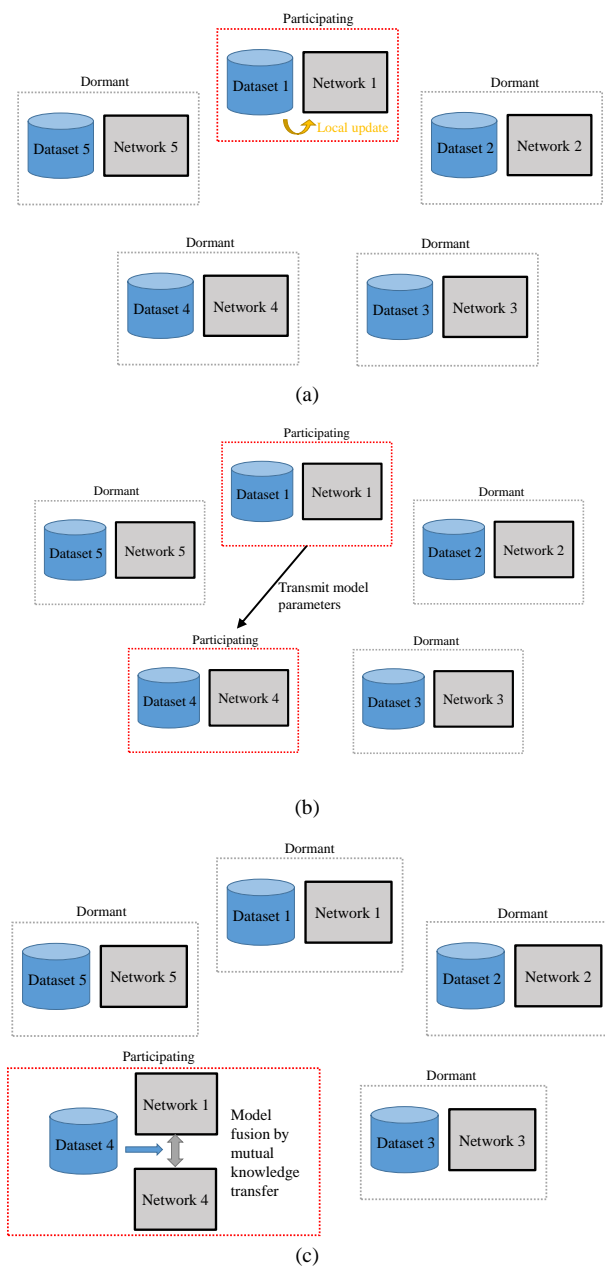 Participating
Dataset 1
Network 1
Local update
Dormant
Dataset 5
Network 5
Dormant
Dataset 2
Network 2
Dormant
Dataset 4
Network 4
Dormant
Dataset 3
Network 3
(a)
Participating
Dataset 1
Network 1
Dormant
Dataset 5
Network 5
Dormant
Dataset 2
Network 2
Transmit model
parameters
Participating
Dataset 4
Network 4
Dormant
Dataset 3
Network 3
(b)
Dormant
Dataset 1
Network 1
Dormant
Dataset 5
Network 5
Dormant
Dataset 2
Network 2
Participating
Dataset 4
Network 1
Network 4
Model
fusion by
mutual
knowledge
transfer
Dormant
Dataset 3
Network 3
(c)